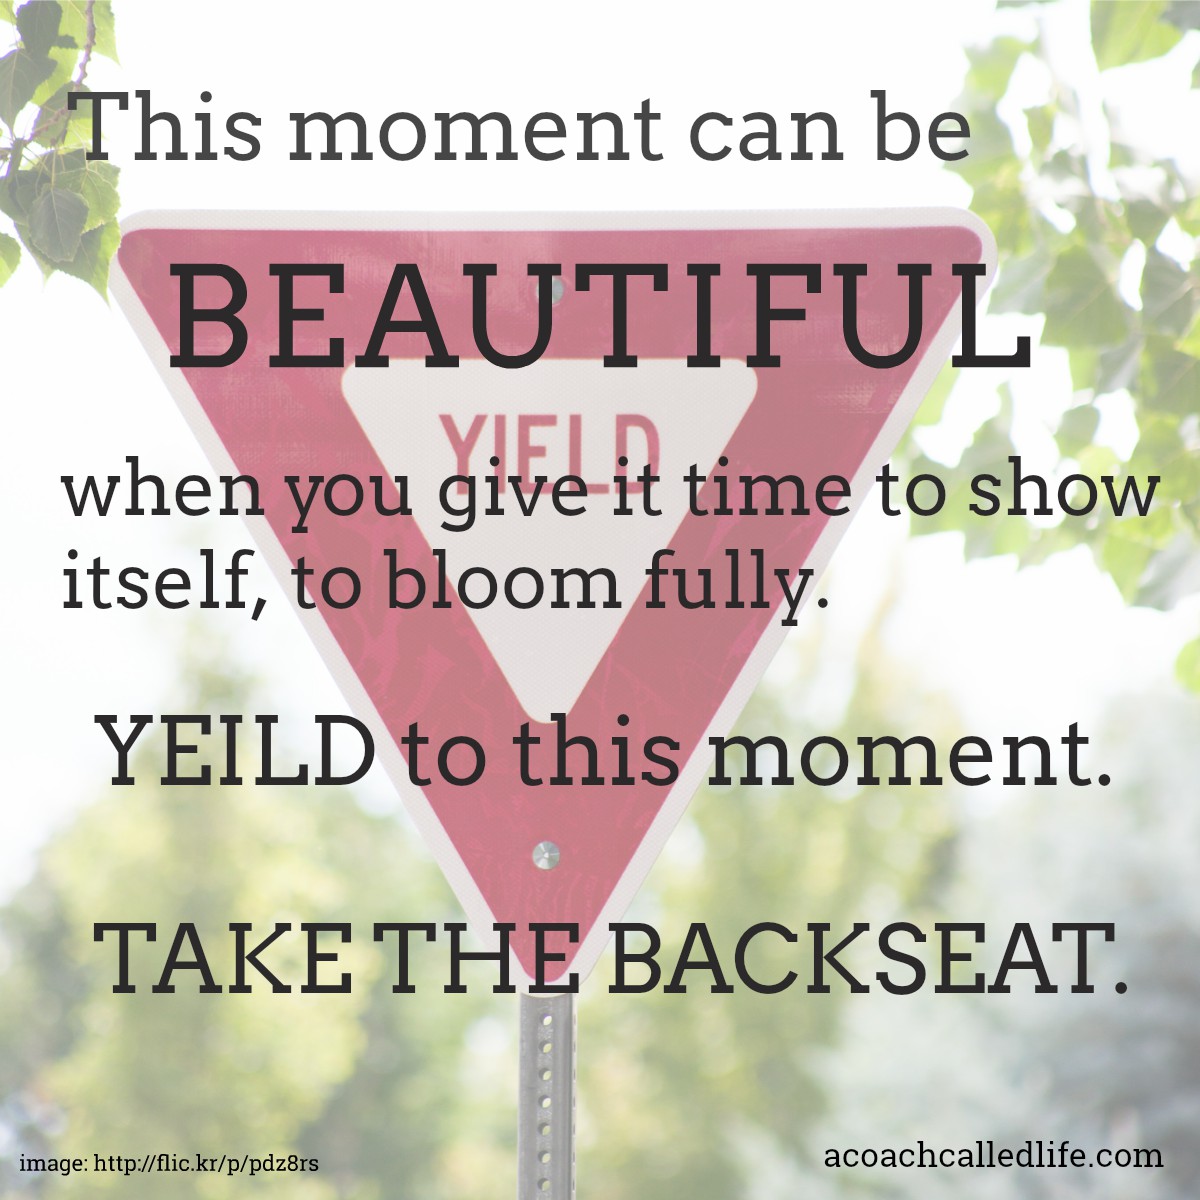 This moment can be
BEAUTIFUL
YIELD
when you give it time to show
itself, to bloom fully.
YEILD to this moment.
TAKE THE BACKSEAT.
image: http://flic.kr/p/pdz8rs
acoachcalledlife.com